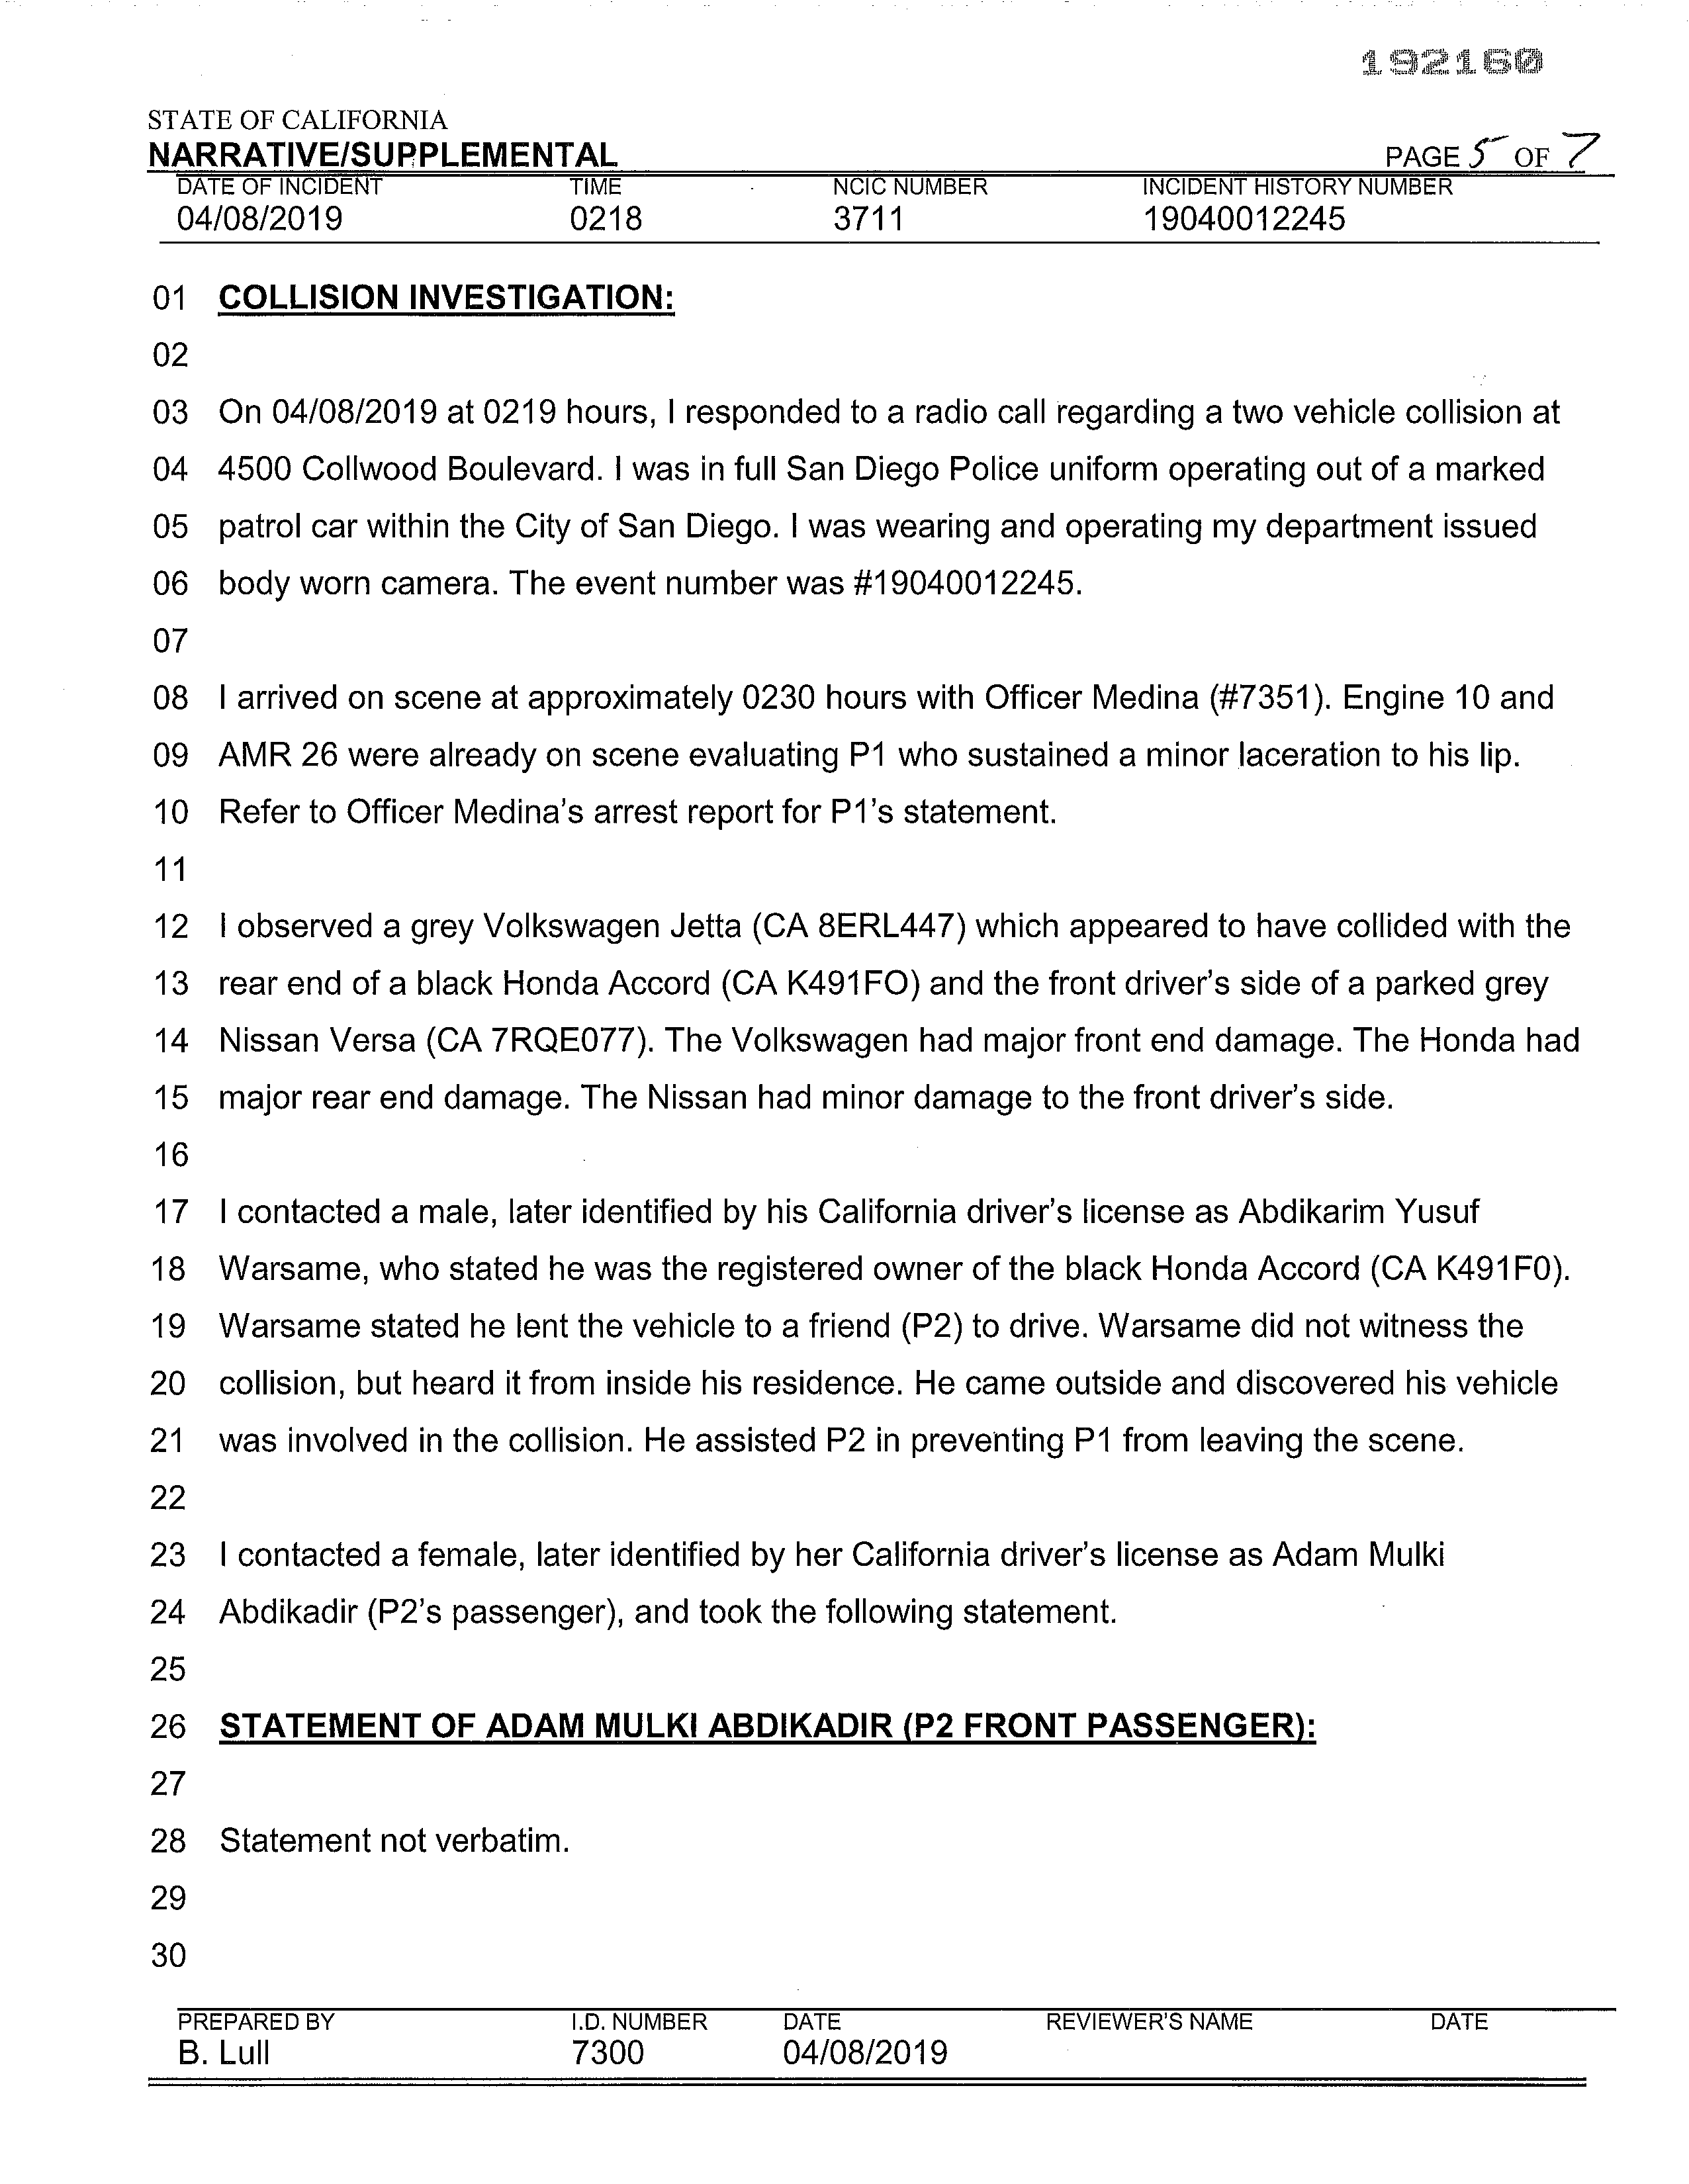 192160
STATE OF CALIFORNIA
NARRATIVE/SUPPLEMENTAL PAGE 5 OF 7
DATE OF INCIDENT TIME NCIC NUMBER INCIDENT HISTORY NUMBER
04/08/2019 0218 3711 19040012245
01 COLLISION INVESTIGATION:
02
03 On 04/08/2019 at 0219 hours, I responded to a radio call regarding a two vehicle collision at
04 4500 Collwood Boulevard. I was in full San Diego Police uniform operating out of a marked
05 patrol car within the City of San Diego. I was wearing and operating my department issued
06 body worn camera. The event number was #19040012245.
07
08 I arrived on scene at approximately 0230 hours with Officer Medina (#7351). Engine 10 and
09 AMR 26 were already on scene evaluating P1 who sustained a minor laceration to his lip.
10 Refer to Officer Medina's arrest report for P1's statement.
11
12 I observed a grey Volkswagen Jetta (CA 8ERL447) which appeared to have collided with the
13 rear end of a black Honda Accord (CA K491FO) and the front driver's side of a parked grey
14 Nissan Versa (CA 7RQE077). The Volkswagen had major front end damage. The Honda had
15 major rear end damage. The Nissan had minor damage to the front driver's side.
16
17 I contacted a male, later identified by his California driver's license as Abdikarim Yusuf
18 Warsame, who stated he was the registered owner of the black Honda Accord (CA K491F0).
19 Warsame stated he lent the vehicle to a friend (P2) to drive. Warsame did not witness the
20 collision, but heard it from inside his residence. He came outside and discovered his vehicle
21 was involved in the collision. He assisted P2 in preventing P1 from leaving the scene.
22
23 I contacted a female, later identified by her California driver's license as Adam Mulki
24 Abdikadir (P2's passenger), and took the following statement.
25
26 STATEMENT OF ADAM MULKI ABDIKADIR (P2 FRONT PASSENGER):
27
28 Statement not verbatim.
29
30
PREPARED BY I.D. NUMBER DATE REVIEWER'S NAME DATE
B. Lull 7300 04/08/2019